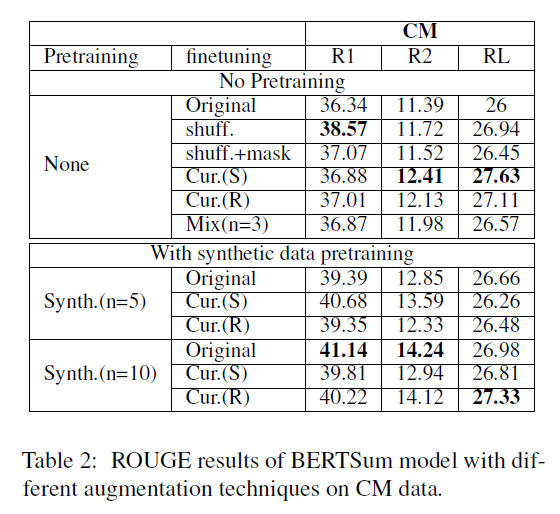 CM
Pretraining finetuning R1 R2 RL
No Pretraining
None
Original 36.34 11.39 26
shuff. 38.57 11.72 26.94
shuff.+mask 37.07 11.52 26.45
Cur.(S) 36.88 12.41 27.63
Cur.(R) 37.01 12.13 27.11
Mix(n=3) 36.87 11.98 26.57
With synthetic data pretraining
Synth.(n=5)
Original 39.39 12.85 26.66
Cur.(S) 40.68 13.59 26.26
Cur.(R) 39.35 12.33 26.48
Synth.(n=10)
Original 41.14 14.24 26.98
Cur.(S) 39.81 12.94 26.81
Cur.(R) 40.22 14.12 27.33
Table 2: ROUGE results of BERTSum model with dif-
ferent augmentation techniques on CM data.